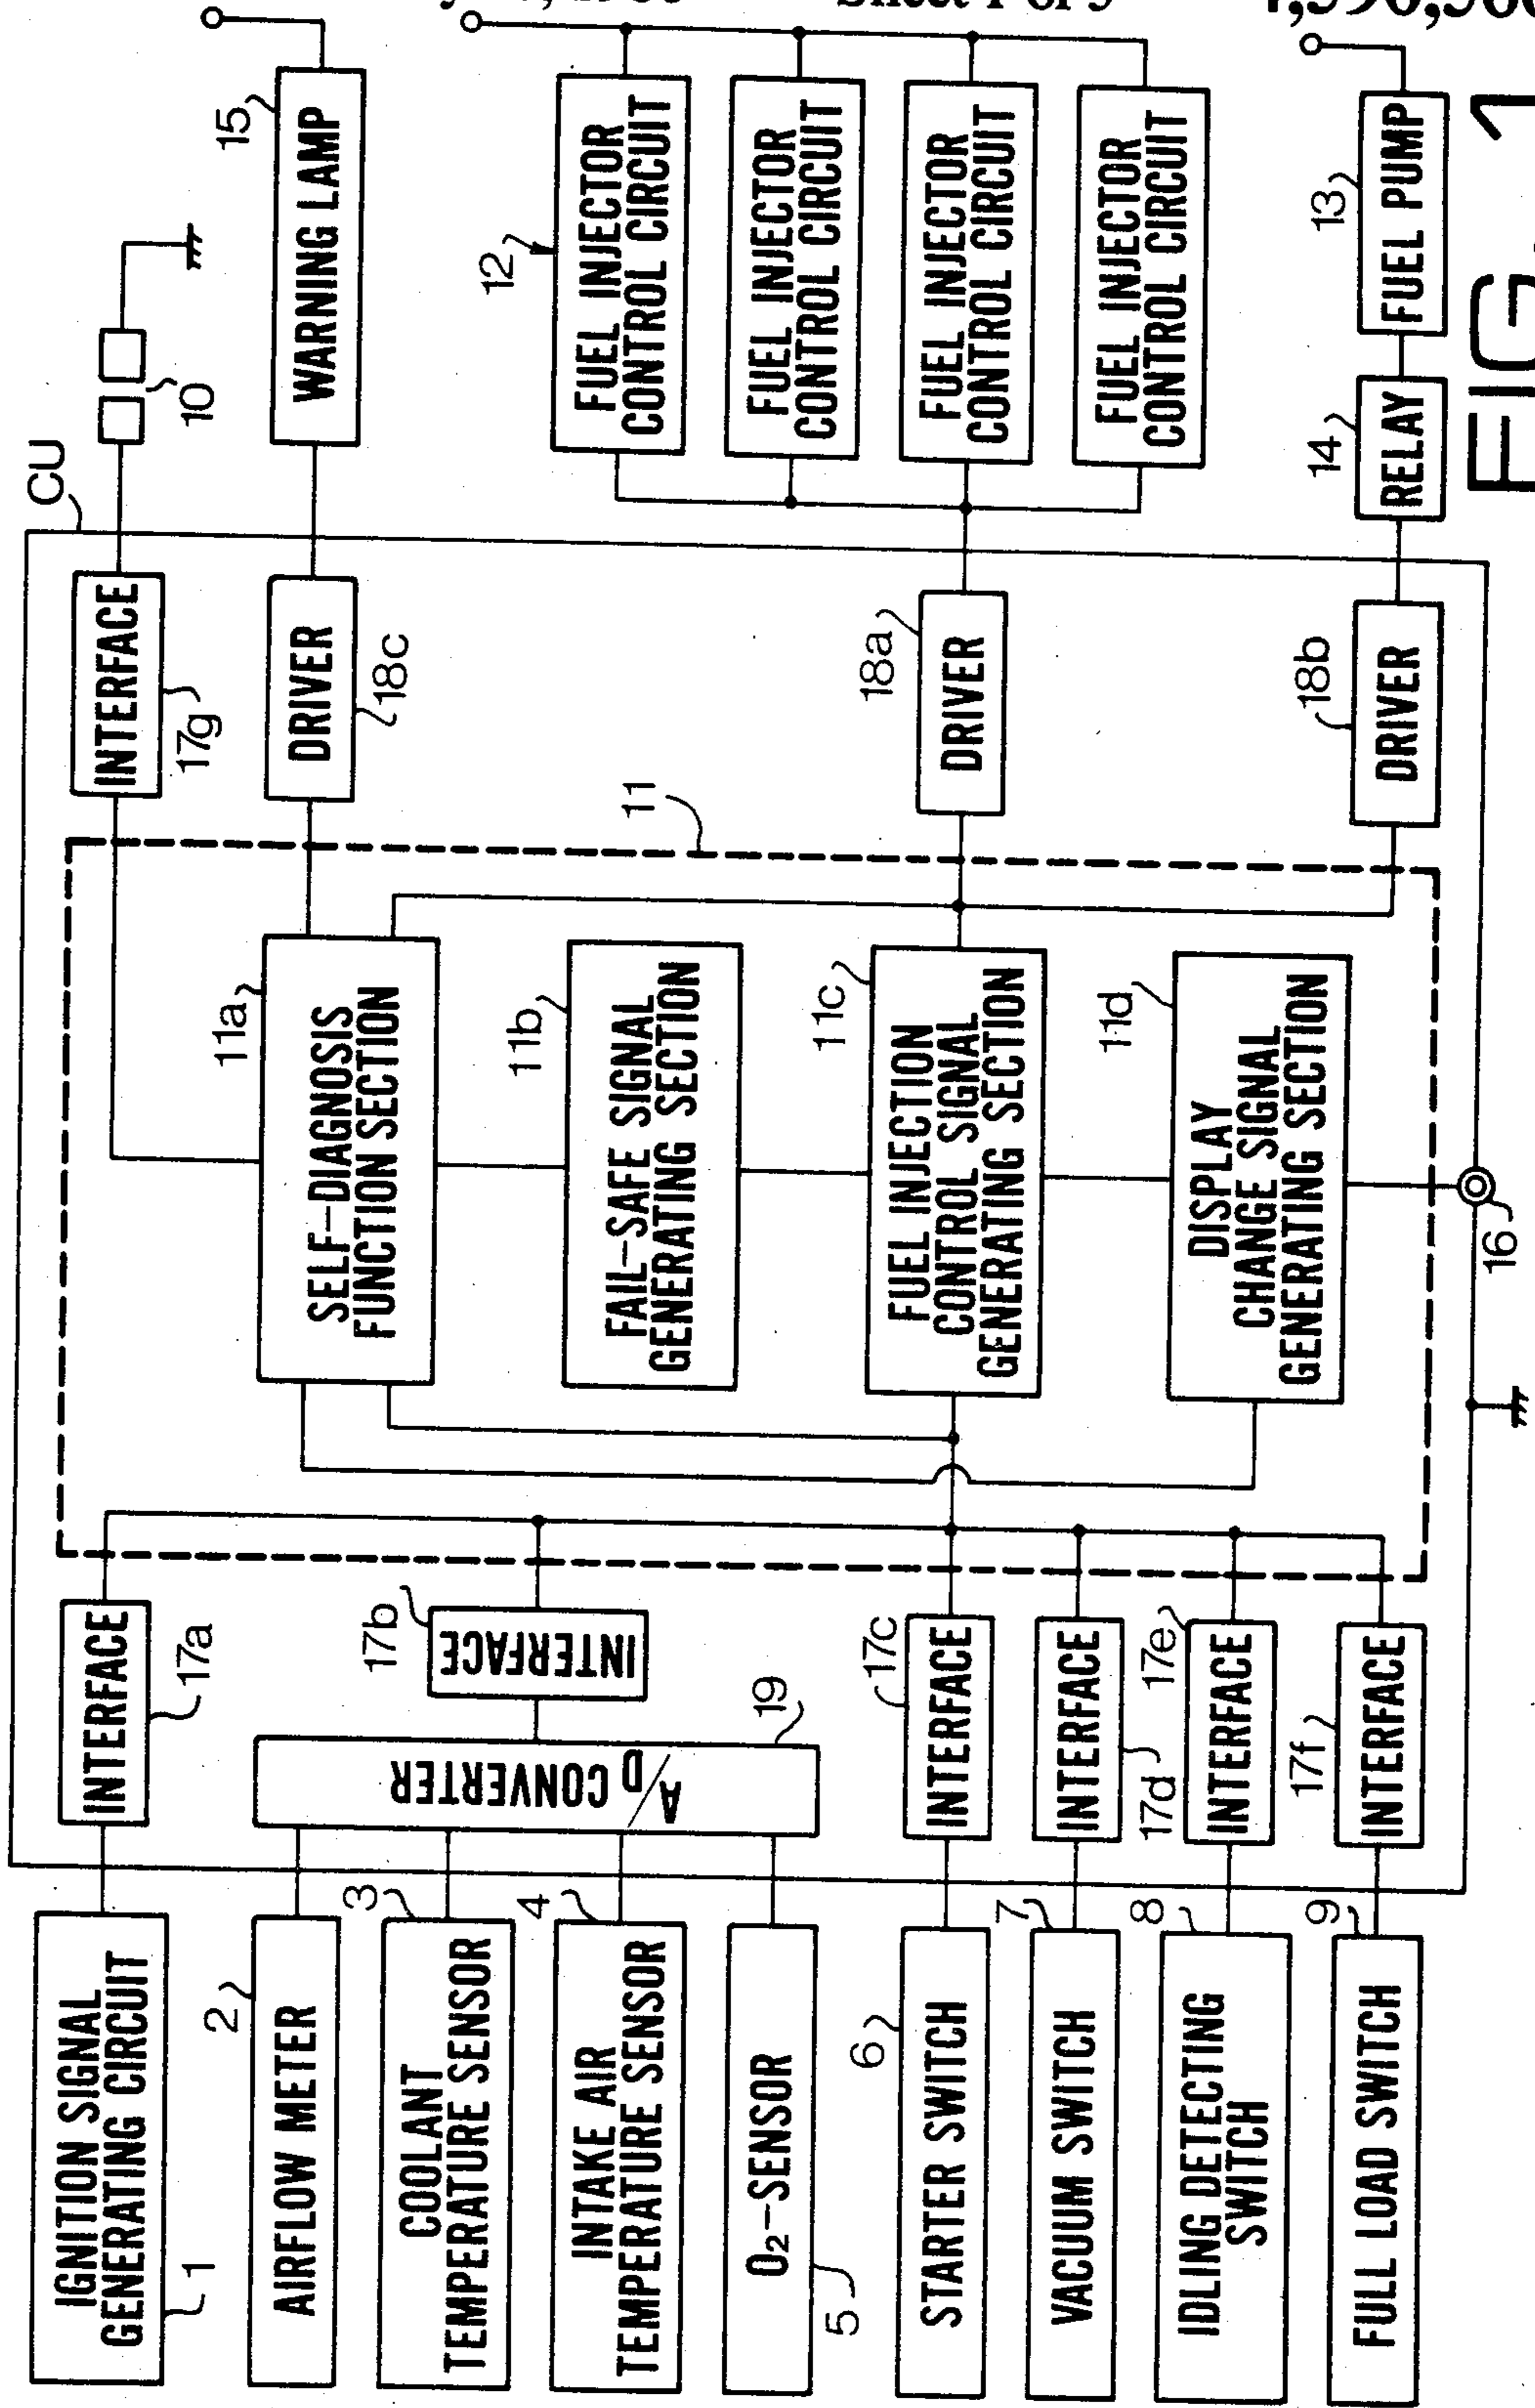 Sheet 1 of 5
FIG. 1
IGNITION SIGNAL
GENERATING CIRCUIT
1
AIRFLOW METER
2
COOLANT
TEMPERATURE SENSOR
3
INTAKE AIR
TEMPERATURE SENSOR
4
O₂-SENSOR
5
STARTER SWITCH
6
VACUUM SWITCH
7
IDLING DETECTING
SWITCH
8
FULL LOAD SWITCH
9
INTERFACE
17a
A/D CONVERTER
19
INTERFACE
17b
INTERFACE
17c
INTERFACE
17d
INTERFACE
17e
INTERFACE
17f
SELF-DIAGNOSIS
FUNCTION SECTION
11a
FAIL-SAFE SIGNAL
GENERATING SECTION
11b
FUEL INJECTION
CONTROL SIGNAL
GENERATING SECTION
11c
DISPLAY
CHANGE SIGNAL
GENERATING SECTION
11d
16
11
INTERFACE
17g
DRIVER
18c
DRIVER
18a
DRIVER
18b
CU
10
WARNING LAMP
15
FUEL INJECTOR
CONTROL CIRCUIT
12
FUEL INJECTOR
CONTROL CIRCUIT
FUEL INJECTOR
CONTROL CIRCUIT
FUEL INJECTOR
CONTROL CIRCUIT
RELAY
14
FUEL PUMP
13